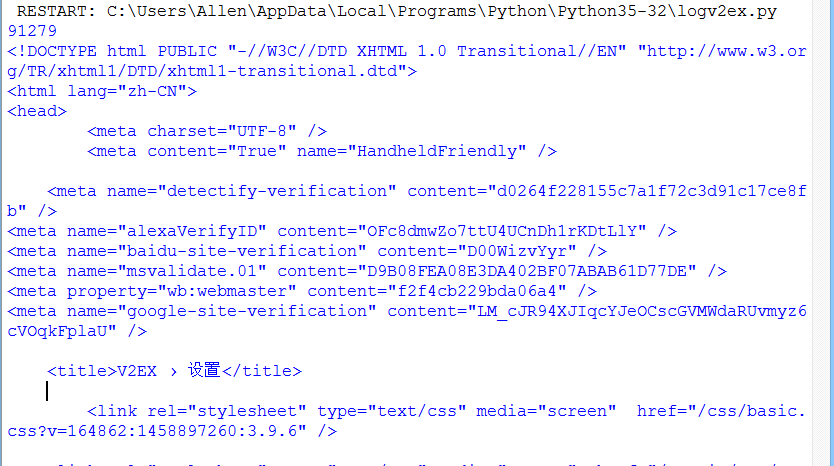 RESTART: C:\Users\Allen\AppData\Local\Programs\Python\Python35-32\logv2ex.py
91279
<!DOCTYPE html PUBLIC "-//W3C//DTD XHTML 1.0 Transitional//EN" "http://www.w3.or
g/TR/xhtml1/DTD/xhtml1-transitional.dtd">
<html lang="zh-CN">
<head>
<meta charset="UTF-8" />
<meta content="True" name="HandheldFriendly" />
<meta name="detectify-verification" content="d0264f228155c7a1f72c3d91c17ce8f
b" />
<meta name="alexaVerifyID" content="OFc8dmwZo7ttU4UCnDh1rKDtLlY" />
<meta name="baidu-site-verification" content="D00WizvYyr" />
<meta name="msvalidate.01" content="D9B08FEA08E3DA402BF07ABAB61D77DE" />
<meta property="wb:webmaster" content="f2f4cb229bda06a4" />
<meta name="google-site-verification" content="LM_cJR94XJIqcYJeOCscGVMWdaRUvmyz6
cVOqkFplaU" />
<title>V2EX › 设置</title>
<link rel="stylesheet" type="text/css" media="screen"  href="/css/basic.
css?v=164862:1458897260:3.9.6" />